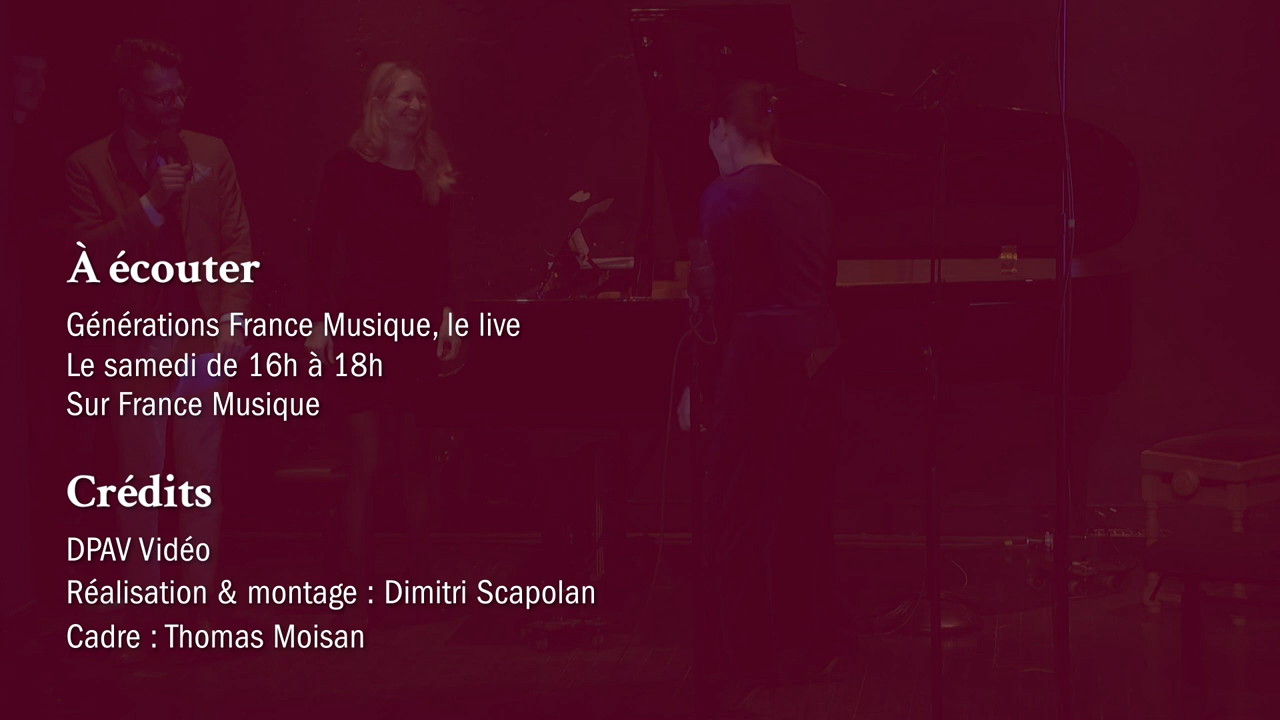 À écouter
Générations France Musique, le live
Le samedi de 16h à 18h
Sur France Musique
Crédits
DPAV Vidéo
Réalisation & montage : Dimitri Scapolan
Cadre : Thomas Moisan